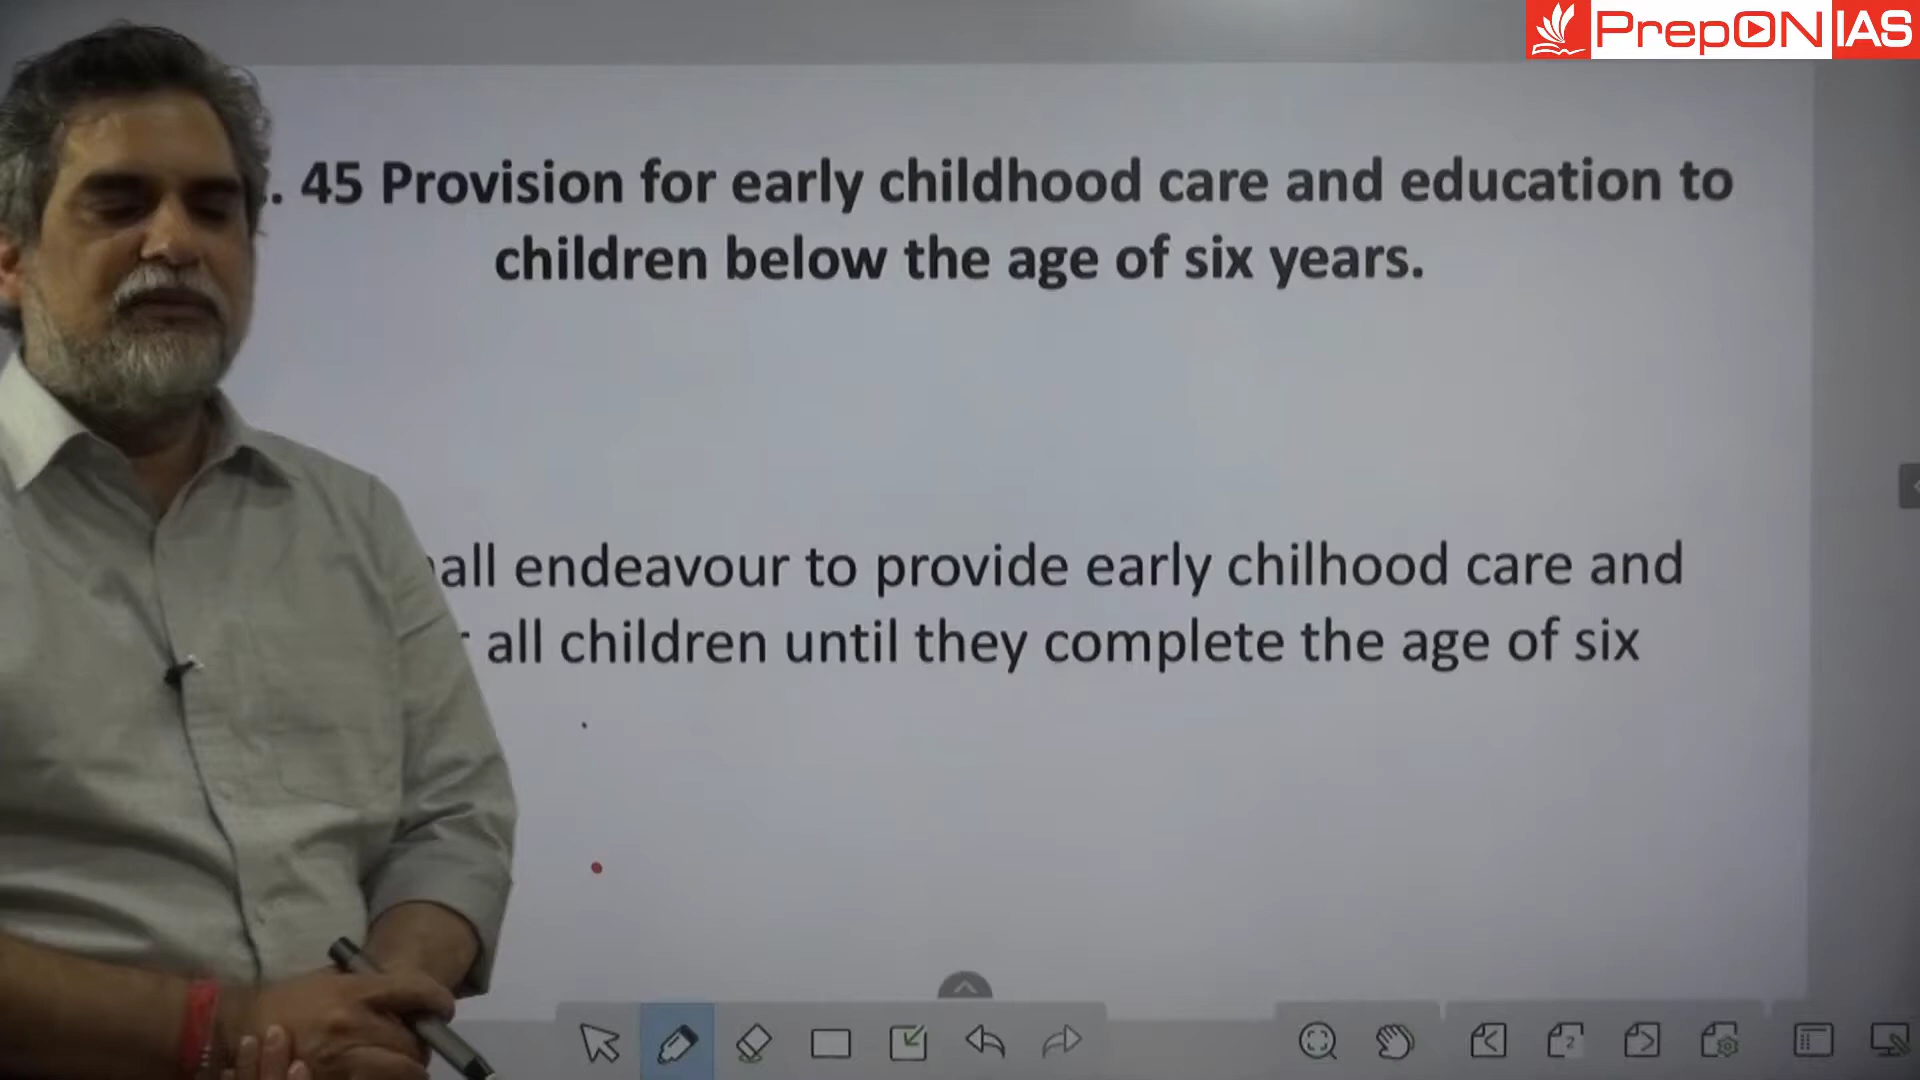 PrepON IAS
. 45 Provision for early childhood care and education to
children below the age of six years.
all endeavour to provide early chilhood care and
all children until they complete the age of six
2